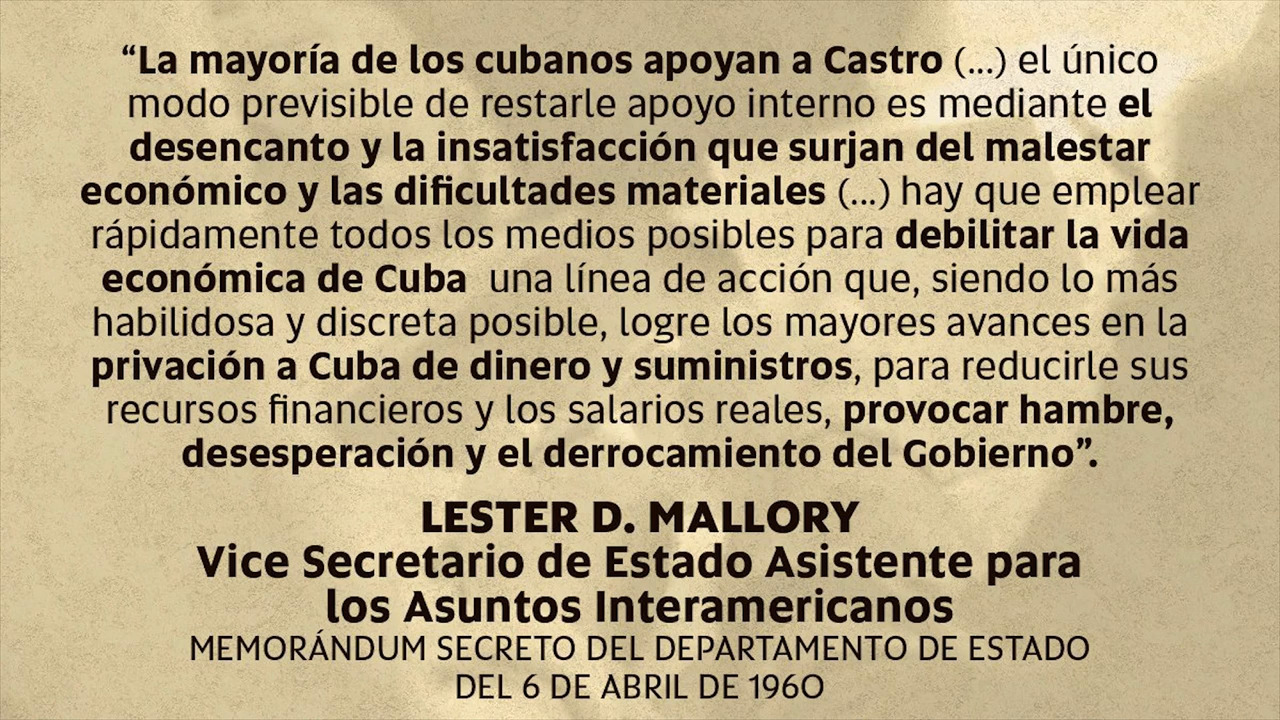 “La mayoría de los cubanos apoyan a Castro (...) el único
modo previsible de restarle apoyo interno es mediante el
desencanto y la insatisfacción que surjan del malestar
económico y las dificultades materiales (...) hay que emplear
rápidamente todos los medios posibles para debilitar la vida
económica de Cuba  una línea de acción que, siendo lo más
habilidosa y discreta posible, logre los mayores avances en la
privación a Cuba de dinero y suministros, para reducirle sus
recursos financieros y los salarios reales, provocar hambre,
desesperación y el derrocamiento del Gobierno”.
LESTER D. MALLORY
Vice Secretario de Estado Asistente para
los Asuntos Interamericanos
MEMORÁNDUM SECRETO DEL DEPARTAMENTO DE ESTADO
DEL 6 DE ABRIL DE 1960